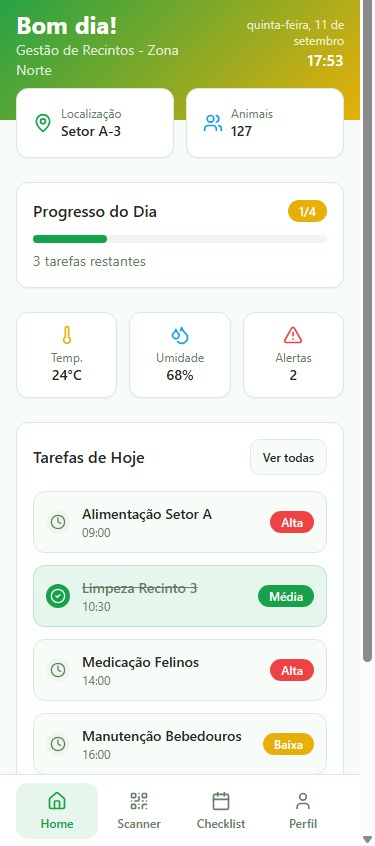 Bom dia!
Gestão de Recintos - Zona
Norte
quinta-feira, 11 de
setembro
17:53
Localização
Setor A-3
Animais
127
Progresso do Dia
1/4
3 tarefas restantes
Temp.
24°C
Umidade
68%
Alertas
2
Tarefas de Hoje
Ver todas
Alimentação Setor A
09:00
Alta
Limpeza Recinto 3
10:30
Média
Medicação Felinos
14:00
Alta
Manutenção Bebedouros
16:00
Baixa
Home
Scanner
Checklist
Perfil